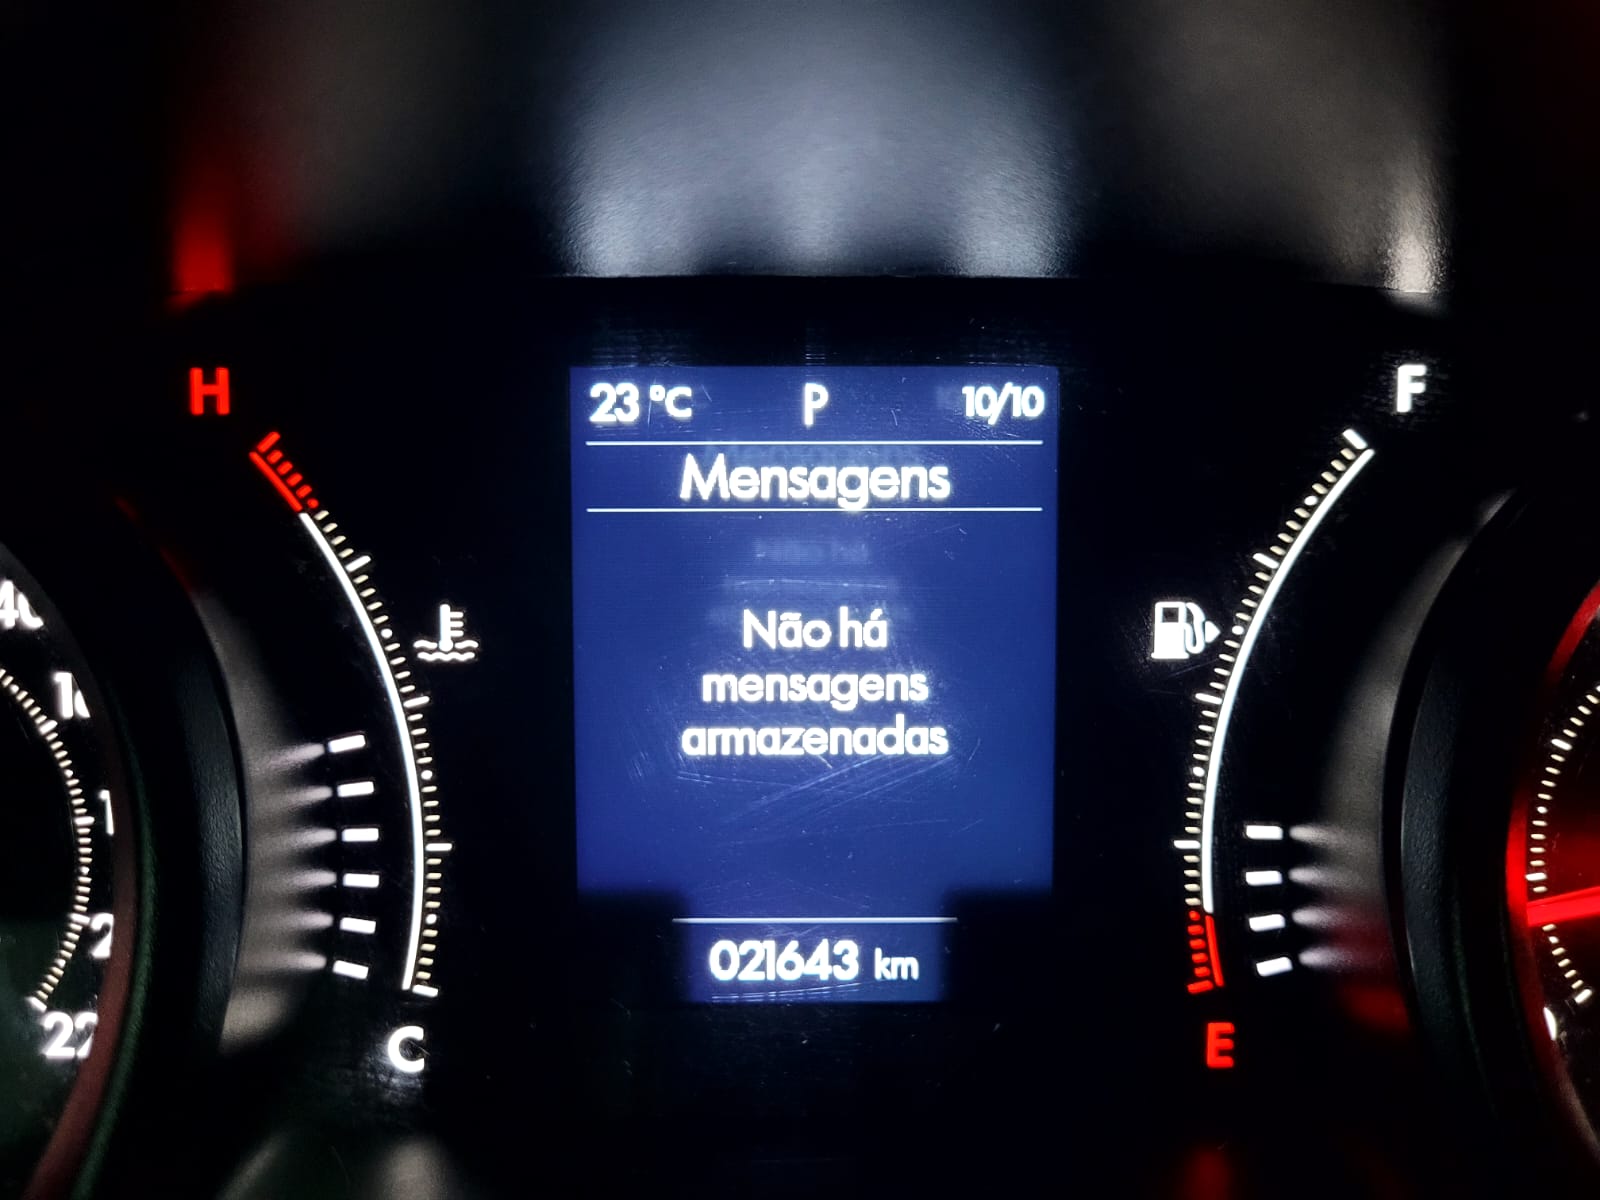 H
F
23 °C P 10/10
Mensagens
Não há
mensagens
armazenadas
021643 km
C
E